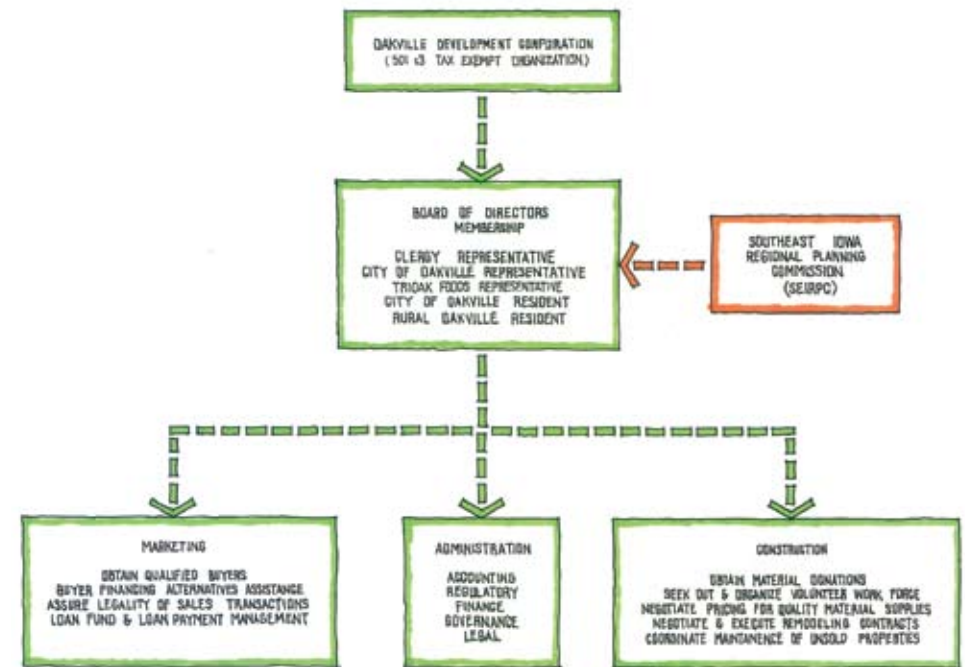 OAKVILLE DEVELOPMENT CORPORATION
(501 c3 TAX EXEMPT ORGANIZATION)
BOARD OF DIRECTORS
MEMBERSHIP
CLERGY REPRESENTATIVE
CITY OF OAKVILLE REPRESENTATIVE
TRIOAK FOODS REPRESENTATIVE
CITY OF OAKVILLE RESIDENT
RURAL OAKVILLE RESIDENT
SOUTHEAST IOWA
REGIONAL PLANNING
COMMISSION
(SEIRPC)
MARKETING
OBTAIN QUALIFIED BUYERS
BUYER FINANCING ALTERNATIVES ASSISTANCE
ASSURE LEGALITY OF SALES TRANSACTIONS
LOAN FUND & LOAN PAYMENT MANAGEMENT
ADMINISTRATION
ACCOUNTING
REGULATORY
FINANCE
GOVERNANCE
LEGAL
CONSTRUCTION
OBTAIN MATERIAL DONATIONS
SEEK OUT & ORGANIZE VOLUNTEER WORK FORCE
NEGOTIATE PRICING FOR QUALITY MATERIAL SUPPLIES
NEGOTIATE & EXECUTE REMODELING CONTRACTS
COORDINATE MAINTANENCE OF UNSOLD PROPERTIES